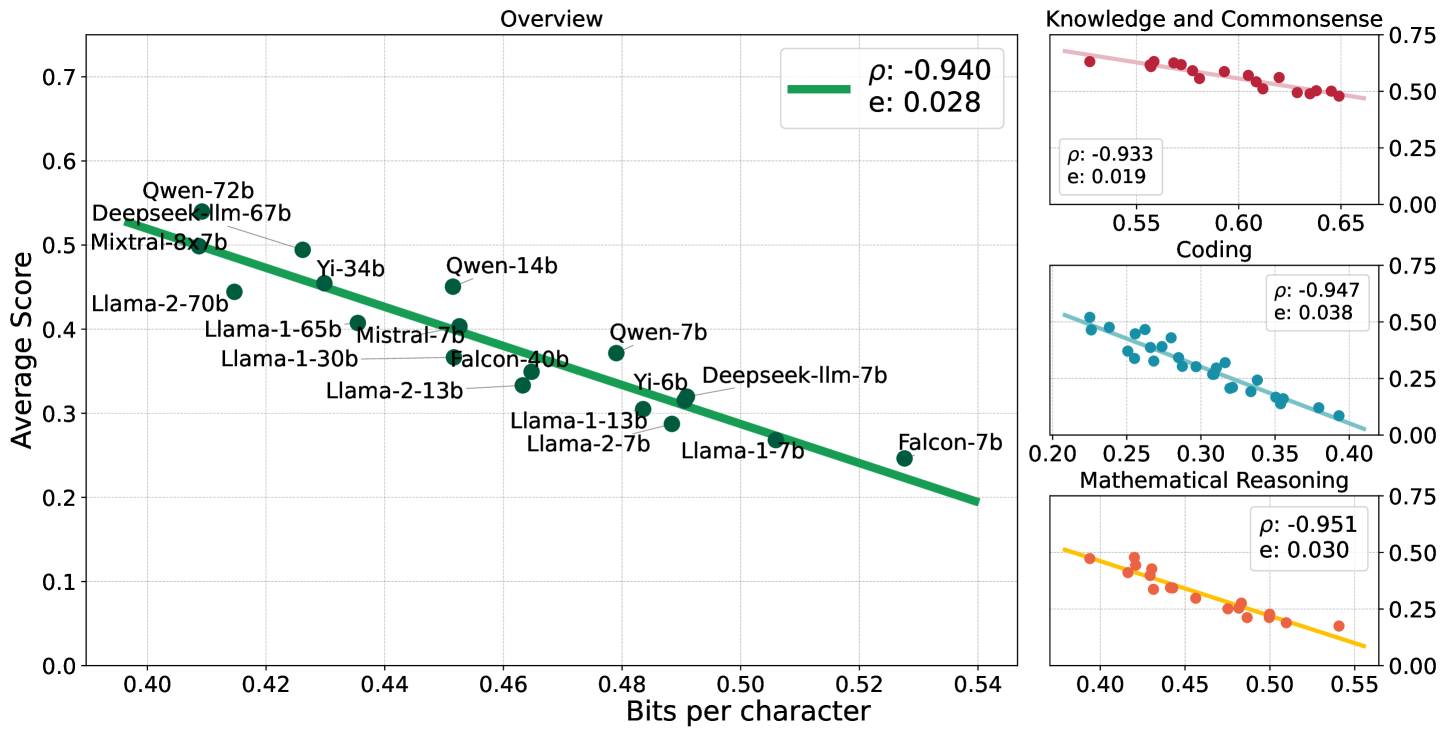 Overview
ρ: -0.940
e: 0.028
Average Score
0.7
0.6
0.5
0.4
0.3
0.2
0.1
0.0
Qwen-72b
Deepseek-llm-67b
Mixtral-8x7b
Yi-34b
Qwen-14b
Llama-2-70b
Llama-1-65b
Mistral-7b
Qwen-7b
Llama-1-30b
Falcon-40b
Llama-2-13b
Yi-6b
Deepseek-llm-7b
Llama-1-13b
Llama-2-7b
Llama-1-7b
Falcon-7b
0.40 0.42 0.44 0.46 0.48 0.50 0.52 0.54
Bits per character
Knowledge and Commonsense
0.75
0.50
0.25
0.00
ρ: -0.933
e: 0.019
0.55 0.60 0.65
Coding
0.75
0.50
0.25
0.00
ρ: -0.947
e: 0.038
0.20 0.25 0.30 0.35 0.40
Mathematical Reasoning
0.75
0.50
0.25
0.00
ρ: -0.951
e: 0.030
0.40 0.45 0.50 0.55